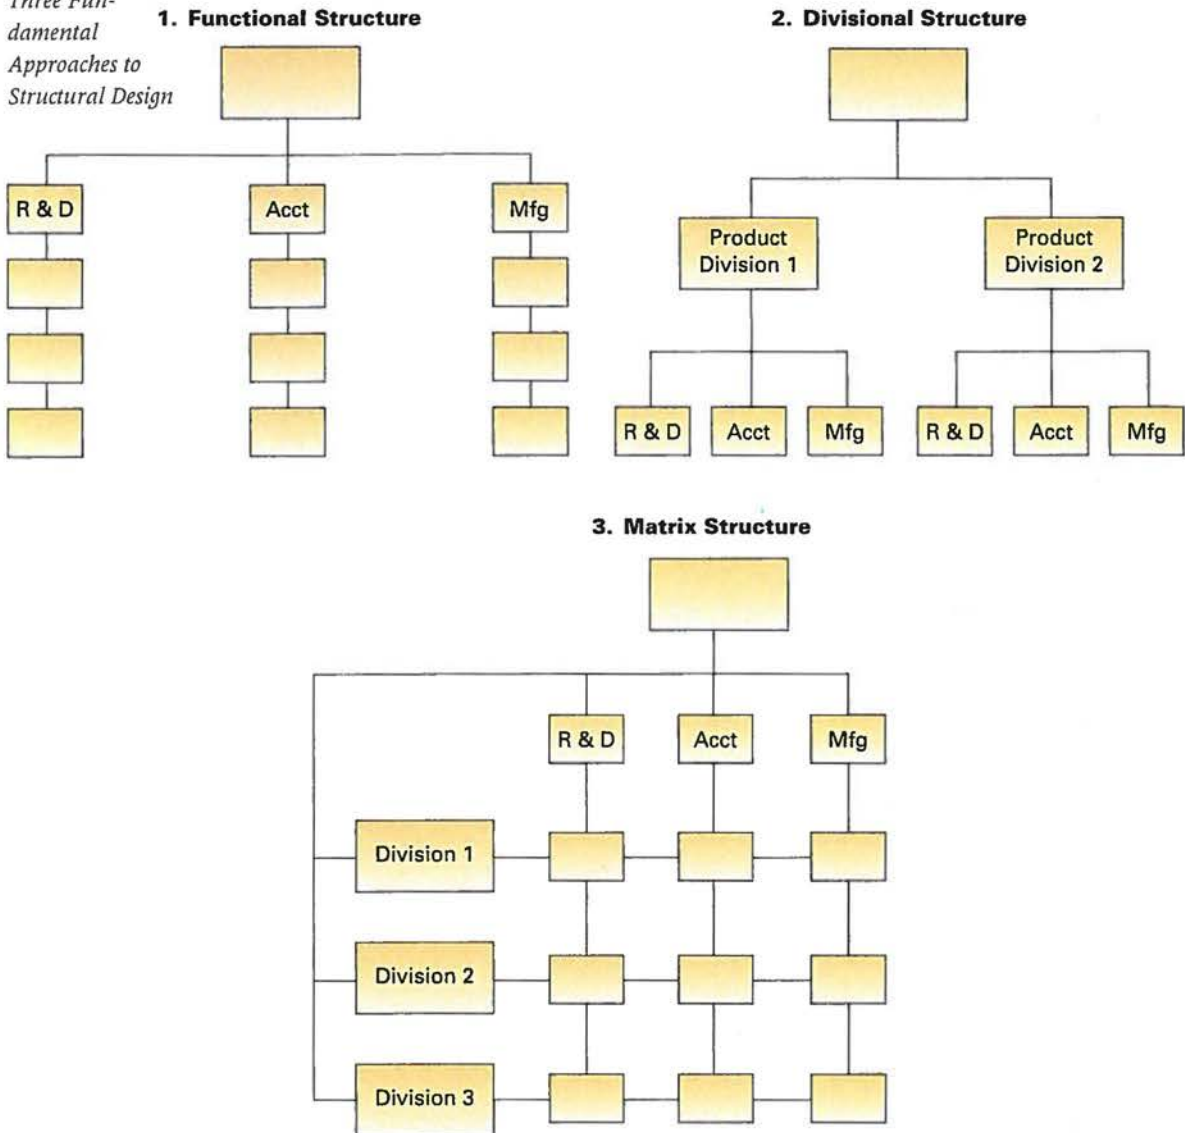 Three Fun-
damental
Approaches to
Structural Design
1. Functional Structure
R & D
Acct
Mfg
2. Divisional Structure
Product
Division 1
Product
Division 2
R & D
Acct
Mfg
R & D
Acct
Mfg
3. Matrix Structure
R & D
Acct
Mfg
Division 1
Division 2
Division 3